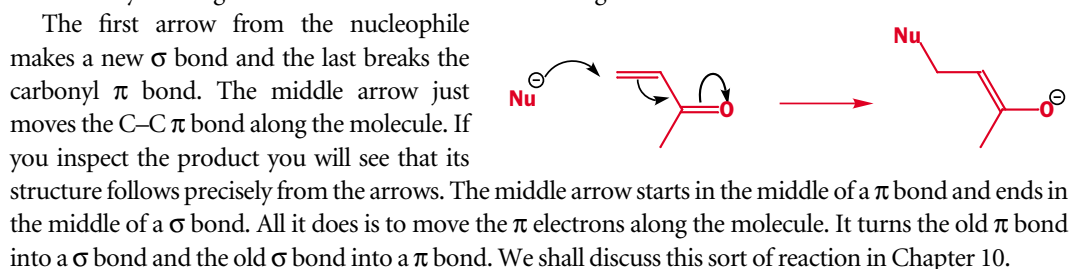 The first arrow from the nucleophile
makes a new σ bond and the last breaks the
carbonyl π bond. The middle arrow just
moves the C–C π bond along the molecule. If
you inspect the product you will see that its
Nu
O
Nu
O
structure follows precisely from the arrows. The middle arrow starts in the middle of a π bond and ends in
the middle of a σ bond. All it does is to move the π electrons along the molecule. It turns the old π bond
into a σ bond and the old σ bond into a π bond. We shall discuss this sort of reaction in Chapter 10.